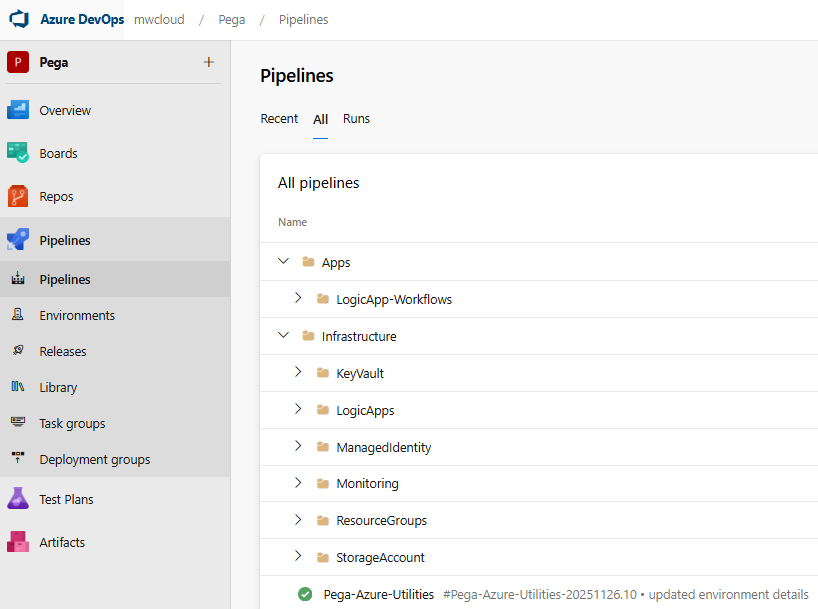 Azure DevOps mwcloud / Pega / Pipelines
P Pega +
Overview
Boards
Repos
Pipelines
Pipelines
Environments
Releases
Library
Task groups
Deployment groups
Test Plans
Artifacts
Pipelines
Recent All Runs
All pipelines
Name
Apps
LogicApp-Workflows
Infrastructure
KeyVault
LogicApps
ManagedIdentity
Monitoring
ResourceGroups
StorageAccount
Pega-Azure-Utilities #Pega-Azure-Utilities-20251126.10 • updated environment details